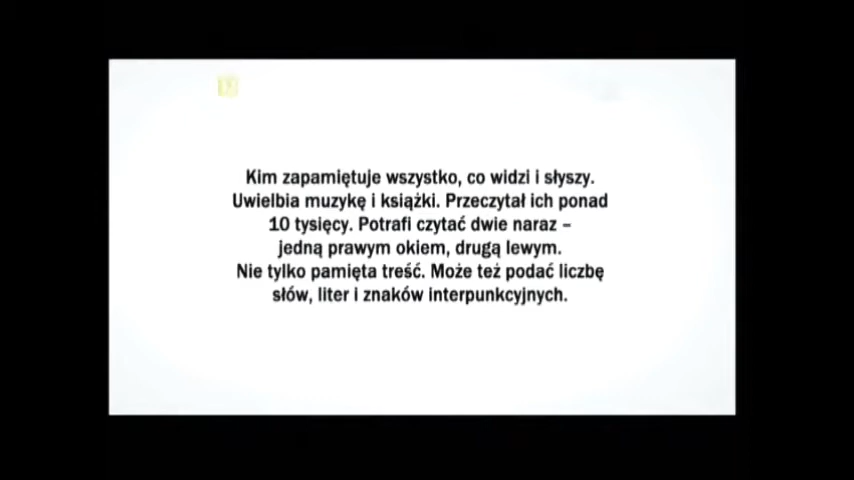 Kim zapamiętuje wszystko, co widzi i słyszy.
Uwielbia muzykę i książki. Przeczytał ich ponad
10 tysięcy. Potrafi czytać dwie naraz –
jedną prawym okiem, drugą lewym.
Nie tylko pamięta treść. Może też podać liczbę
słów, liter i znaków interpunkcyjnych.